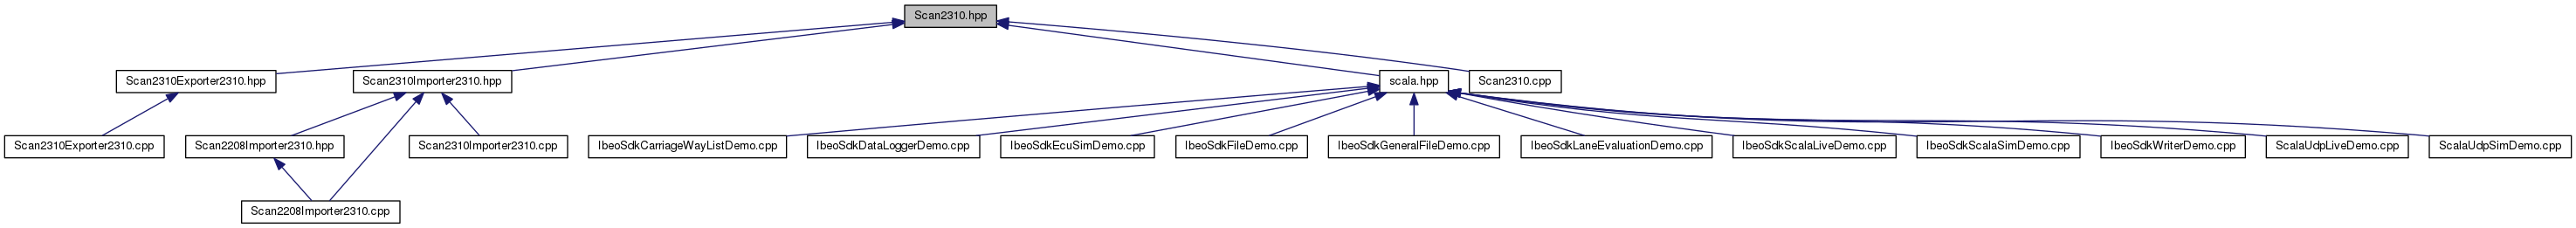 Scan2310.hpp
Scan2310Exporter2310.hpp
Scan2310Importer2310.hpp
scala.hpp
Scan2310.cpp
Scan2310Exporter2310.cpp
Scan2208Importer2310.hpp
Scan2310Importer2310.cpp
IbeoSdkCarriageWayListDemo.cpp
IbeoSdkDataLoggerDemo.cpp
IbeoSdkEcuSimDemo.cpp
IbeoSdkFileDemo.cpp
IbeoSdkGeneralFileDemo.cpp
IbeoSdkLaneEvaluationDemo.cpp
IbeoSdkScalaLiveDemo.cpp
IbeoSdkScalaSimDemo.cpp
IbeoSdkWriterDemo.cpp
ScalaUdpLiveDemo.cpp
ScalaUdpSimDemo.cpp
Scan2208Importer2310.cpp